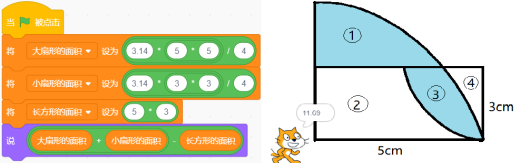 当 被点击
将 大扇形的面积 设为 3.14 * 5 * 5 / 4
将 小扇形的面积 设为 3.14 * 3 * 3 / 4
将 长方形的面积 设为 5 * 3
说 大扇形的面积 + 小扇形的面积 - 长方形的面积
①
②
③
④
11.69
3cm
5cm